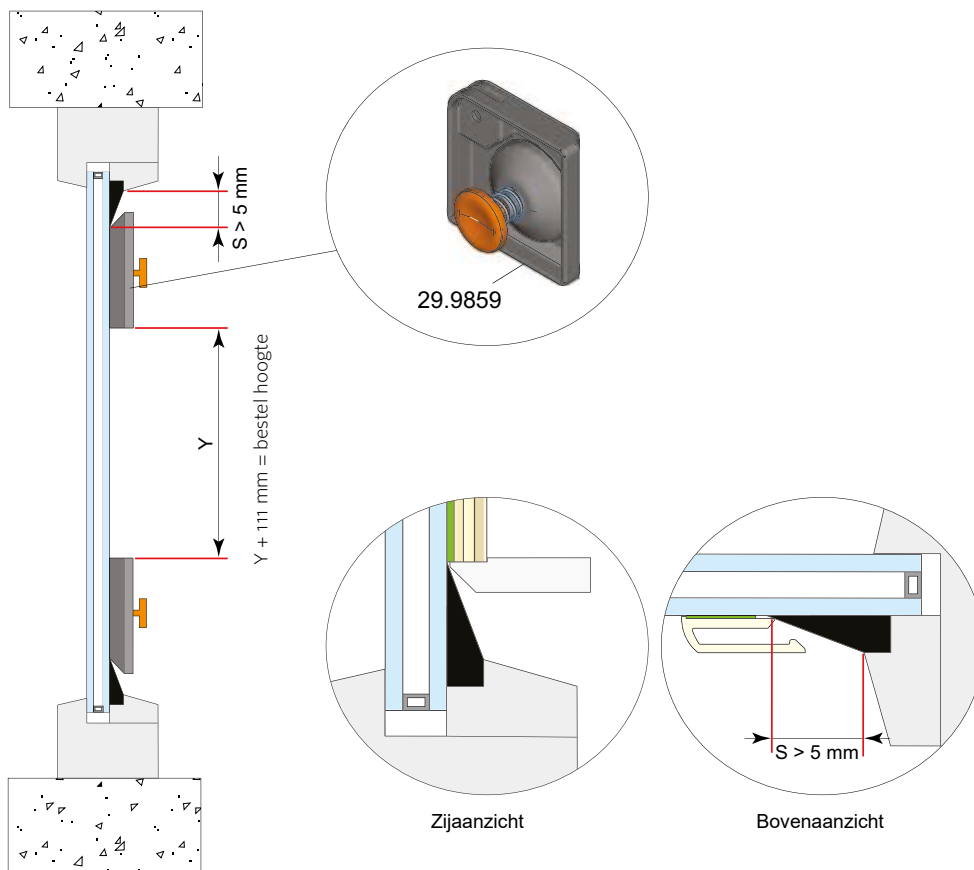 S > 5 mm
29.9859
Y
Y + 111 mm = bestel hoogte
S > 5 mm
Zijaanzicht
Bovenaanzicht